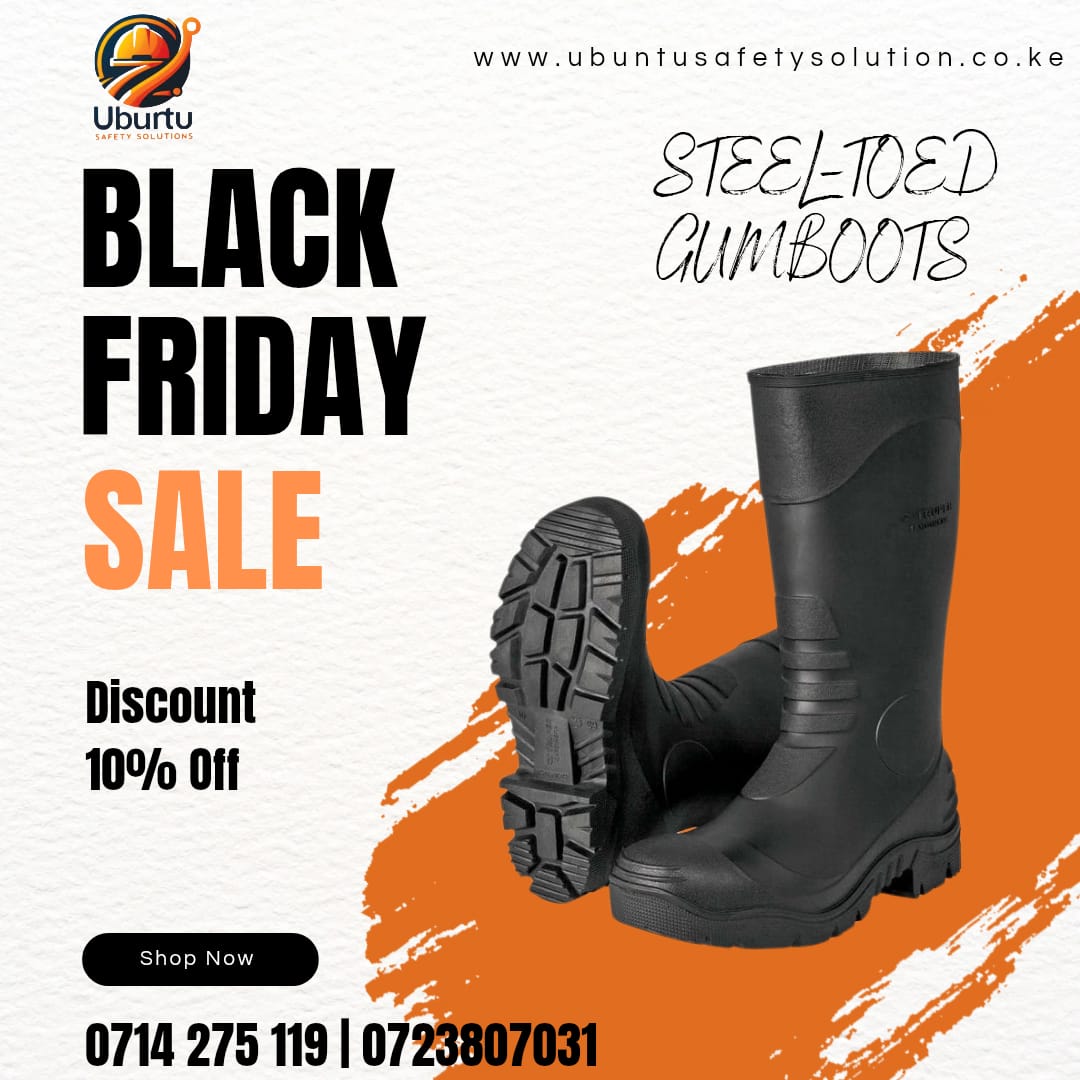 Uburtu
SAFETY SOLUTIONS
www.ubuntusafetysolution.co.ke
STEEL-TOED
GUMBOOTS
BLACK
FRIDAY
SALE
Discount
10% Off
Shop Now
0714 275 119 | 0723807031